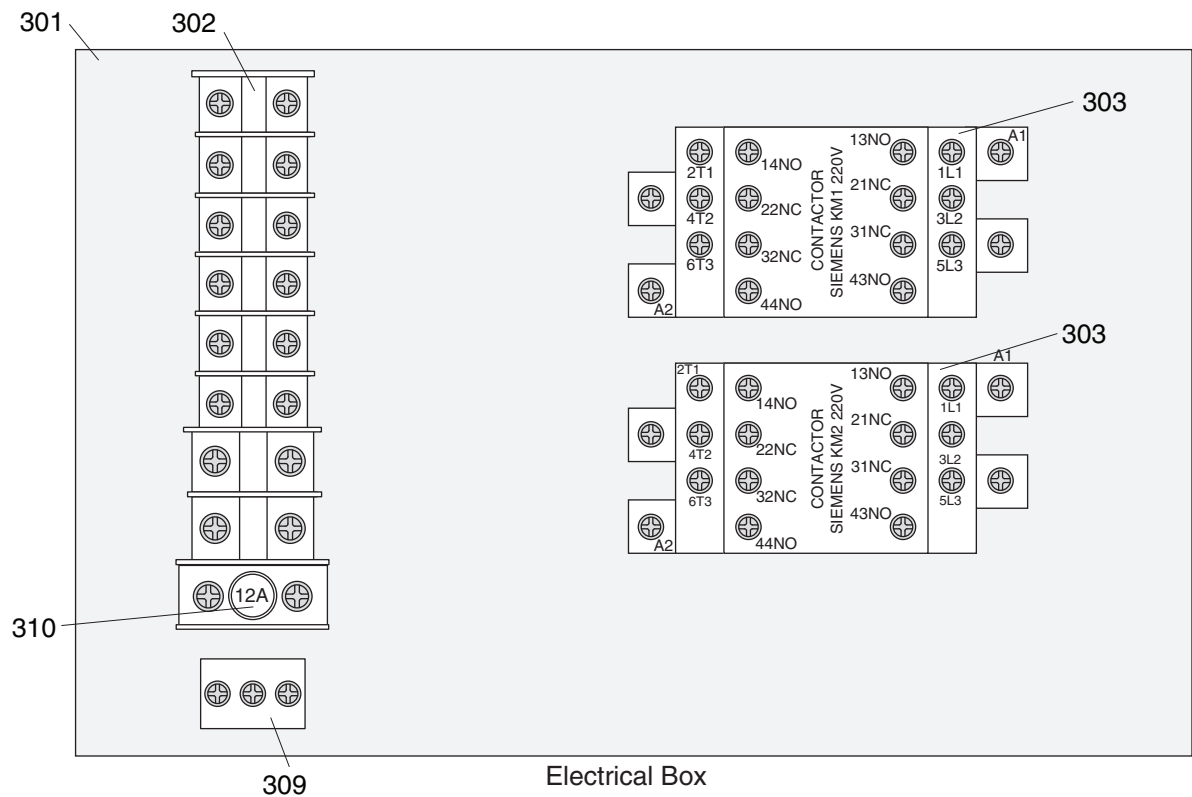 301
302
303
2T1
4T2
6T3
A2
14NO
22NC
32NC
44NO
CONTACTOR
SIEMENS KM1 220V
13NO
21NC
31NC
43NO
1L1
3L2
5L3
A1
303
2T1
4T2
6T3
A2
14NO
22NC
32NC
44NO
CONTACTOR
SIEMENS KM2 220V
13NO
21NC
31NC
43NO
1L1
3L2
5L3
A1
12A
310
309
Electrical Box